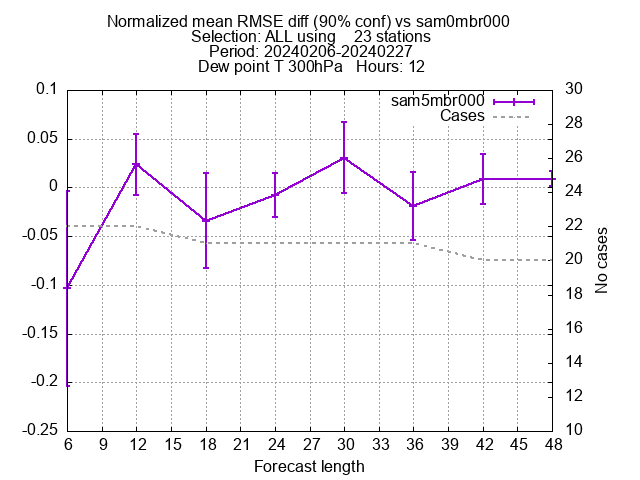 Normalized mean RMSE diff (90% conf) vs sam0mbr000
Selection: ALL using    23 stations
Period: 20240206-20240227
Dew point T 300hPa   Hours: 12
sam5mbr000
Cases
0.1
0.05
0
-0.05
-0.1
-0.15
-0.2
-0.25
30
28
26
24
22
20
18
16
14
12
10
No cases
6 9 12 15 18 21 24 27 30 33 36 39 42 45 48
Forecast length